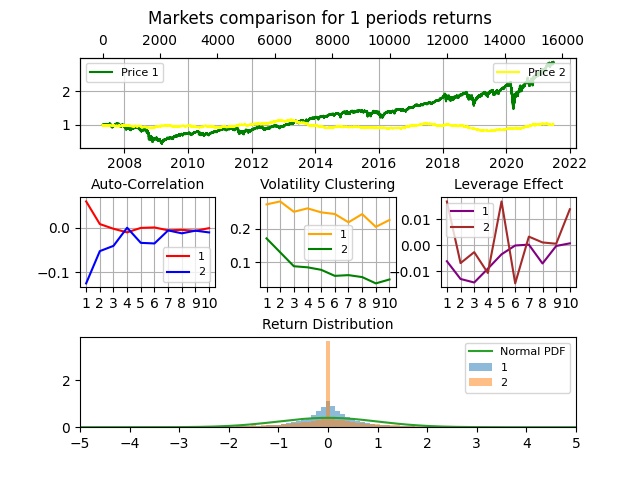 Markets comparison for 1 periods returns
0 2000 4000 6000 8000 10000 12000 14000 16000
Price 1
Price 2
2
1
2008 2010 2012 2014 2016 2018 2020 2022
Auto-Correlation
0.0
−0.1
1
2
1 2 3 4 5 6 7 8 9 10
Volatility Clustering
0.2
0.1
1
2
1 2 3 4 5 6 7 8 9 10
Leverage Effect
0.01
0.00
−0.01
1
2
1 2 3 4 5 6 7 8 9 10
Return Distribution
2
0
Normal PDF
1
2
−5 −4 −3 −2 −1 0 1 2 3 4 5